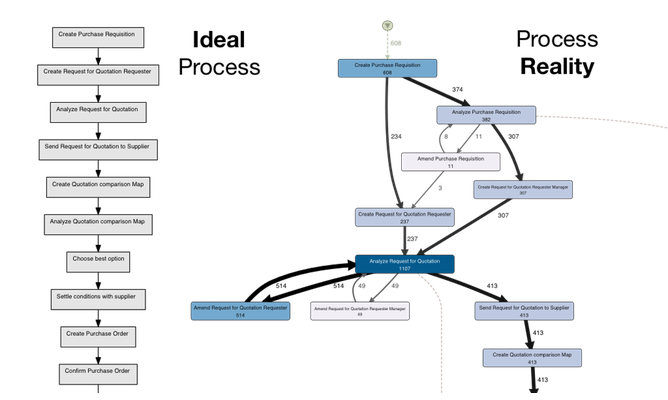 Ideal
Process
Create Purchase Requisition
Create Request for Quotation Requester
Analyze Request for Quotation
Send Request for Quotation to Supplier
Create Quotation comparison Map
Analyze Quotation comparison Map
Choose best option
Settle conditions with supplier
Create Purchase Order
Confirm Purchase Order
Process
Reality
608
Create Purchase Requisition
608
374
Analyze Purchase Requisition
382
234
8
11
307
Amend Purchase Requisition
11
Create Request for Quotation Requester Manager
307
3
Create Request for Quotation Requester
237
307
237
Analyze Request for Quotation
1107
514
514
49
49
413
Amend Request for Quotation Requester
514
Amend Request for Quotation Requester Manager
49
Send Request for Quotation to Supplier
413
413
Create Quotation comparison Map
413
413